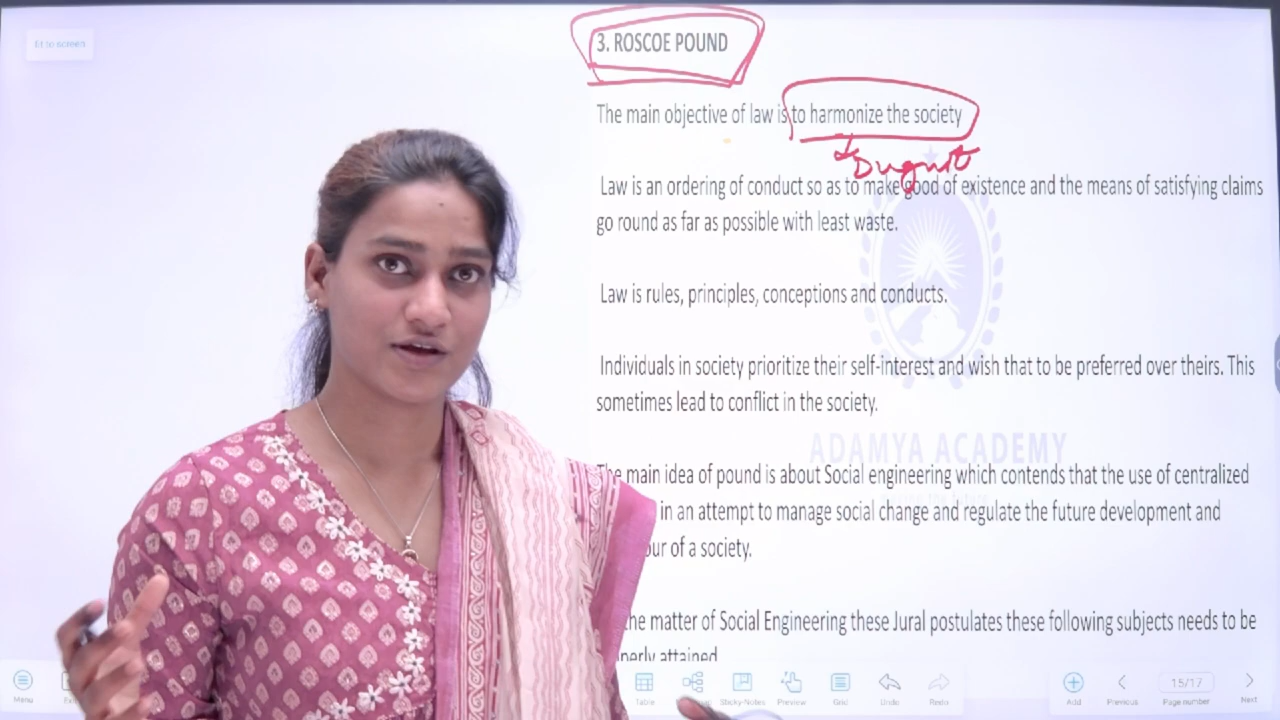 Fit to screen
3. ROSCOE POUND
The main objective of law is to harmonize the society
Duguit
Law is an ordering of conduct so as to make good of existence and the means of satisfying claims
go round as far as possible with least waste.
Law is rules, principles, conceptions and conducts.
Individuals in society prioritize their self-interest and wish that to be preferred over theirs. This
sometimes lead to conflict in the society.
ADAMYA ACADEMY
The main idea of pound is about Social engineering which contends that the use of centralized
in an attempt to manage social change and regulate the future development and
of a society.
the matter of Social Engineering these Jural postulates these following subjects needs to be
attained
Menu
Table
Sticky-Notes
Preview
Grid
Undo
Redo
Add
Previous
15/17
Page number
Next